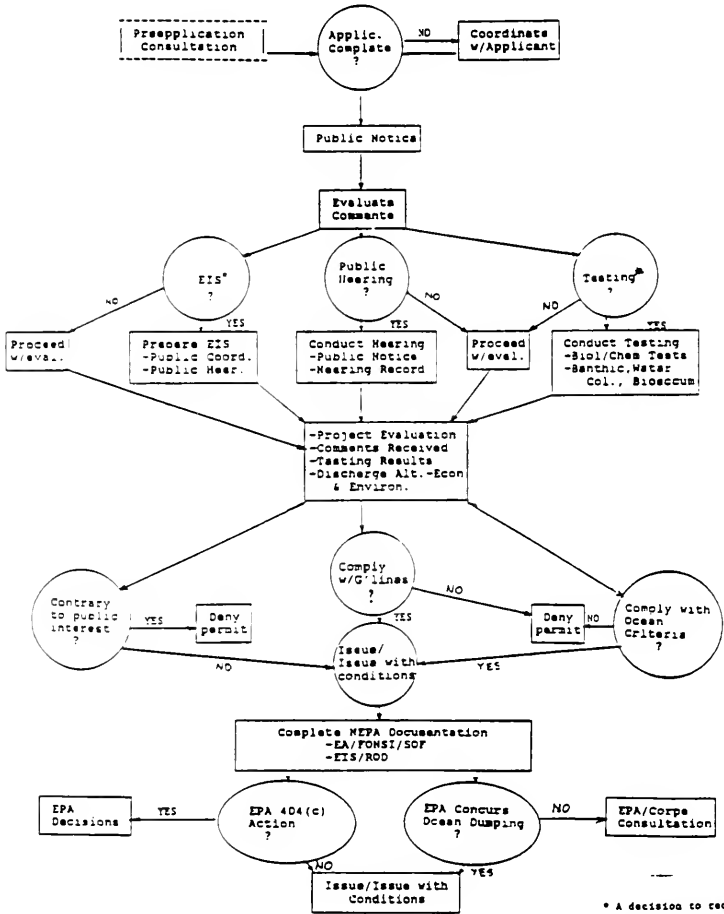 Preapplication
Consultation
Applic.
Complete
?
NO
Coordinate
w/Applicant
Public Notice
Evaluate
Comments
EIS*
?
Public
Hearing
?
Testing*
?
NO
YES
YES
NO
NO
YES
Proceed
w/eval.
Prepare EIS
-Public Coord.
-Public Hear.
Conduct Hearing
-Public Notice
-Hearing Record
Proceed
w/eval.
Conduct Testing
-Biol/Chem Tests
-Benthic, Water
Col., Bioaccum
-Project Evaluation
-Comments Received
-Testing Results
-Discharge Alt.-Econ
& Environ.
Contrary
to public
interest
?
YES
Deny
permit
NO
Comply
w/G'lines
?
NO
YES
Deny
permit
NO
Comply with
Ocean
Criteria
?
YES
Issue/
Issue with
conditions
Complete NEPA Documentation
-EA/FONSI/SOF
-EIS/ROD
EPA
Decisions
YES
EPA 404(c)
Action
?
EPA Concurs
Ocean Dumping
?
NO
EPA/Corps
Consultation
NO
YES
Issue/Issue with
Conditions
* A decision to